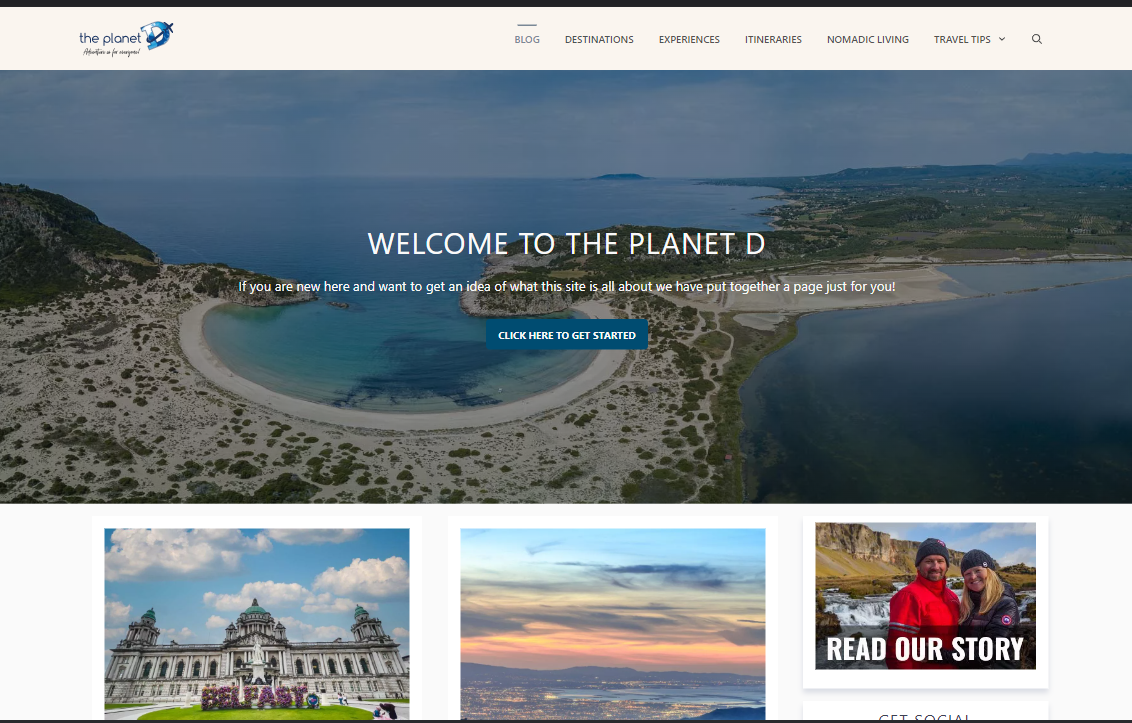 the planet D
Adventure is for everyone!
BLOG DESTINATIONS EXPERIENCES ITINERARIES NOMADIC LIVING TRAVEL TIPS
WELCOME TO THE PLANET D
If you are new here and want to get an idea of what this site is all about we have put together a page just for you!
CLICK HERE TO GET STARTED
BELFAST
READ OUR STORY
GET SOCIAL